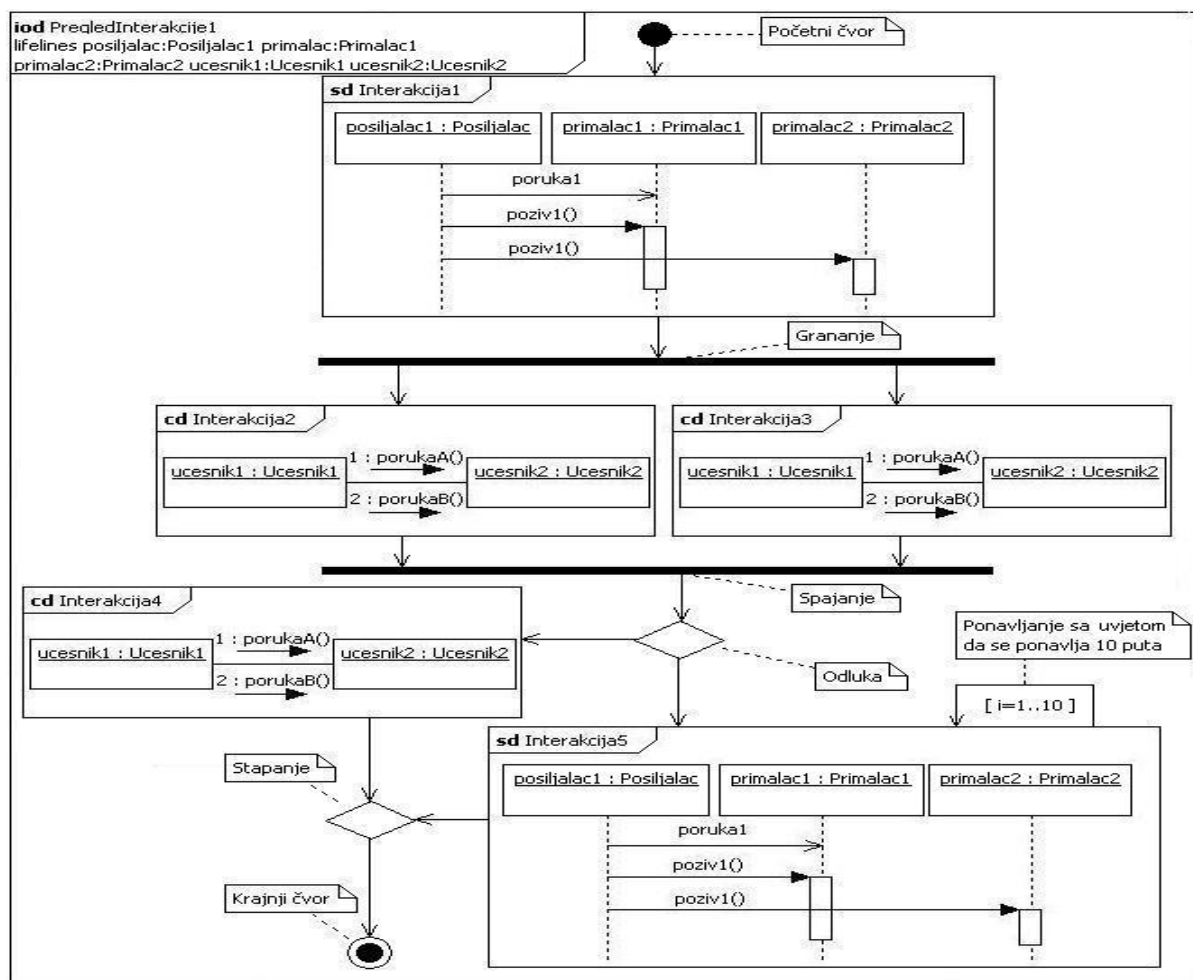 iod PregledInterakcije1
lifelines posiljalac:Posiljalac1 primalac:Primalac1
primalac2:Primalac2 ucesnik1:Ucesnik1 ucesnik2:Ucesnik2
Početni čvor
sd Interakcija1
posiljalac1 : Posiljalac
primalac1 : Primalac1
primalac2 : Primalac2
poruka1
poziv1()
poziv1()
Grananje
cd Interakcija2
ucesnik1 : Ucesnik1
1 : porukaA()
2 : porukaB()
ucesnik2 : Ucesnik2
cd Interakcija3
ucesnik1 : Ucesnik1
1 : porukaA()
2 : porukaB()
ucesnik2 : Ucesnik2
Spajanje
cd Interakcija4
ucesnik1 : Ucesnik1
1 : porukaA()
2 : porukaB()
ucesnik2 : Ucesnik2
Odluka
Ponavljanje sa uvjetom
da se ponavlja 10 puta
[ i=1..10 ]
sd Interakcija5
posiljalac1 : Posiljalac
primalac1 : Primalac1
primalac2 : Primalac2
poruka1
poziv1()
poziv1()
Stapanje
Krajnji čvor